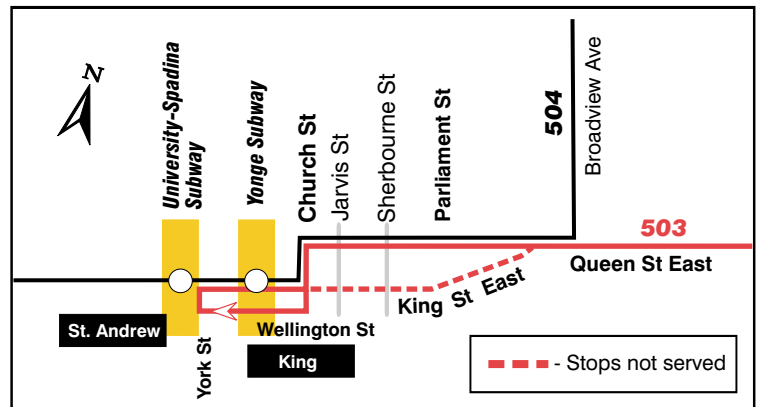 N
University-Spadina
Subway
Yonge Subway
Church St
Jarvis St
Sherbourne St
Parliament St
504
Broadview Ave
503
Queen St East
King St East
St. Andrew
York St
Wellington St
King
- Stops not served